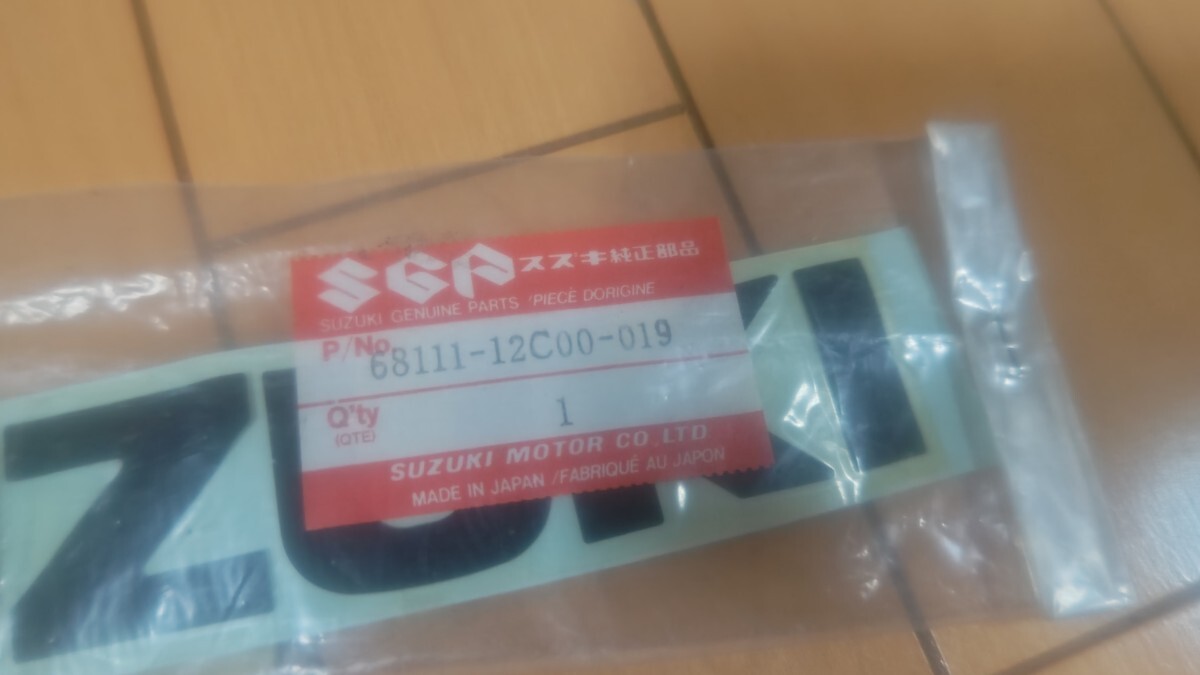 SGP スズキ純正部品
SUZUKI GENUINE PARTS / PIECE DORIGINE
P/No. 68111-12C00-019
Q'ty 1
(QTE)
SUZUKI MOTOR CO.LTD
MADE IN JAPAN / FABRIQUÉ AU JAPON
ZUKI